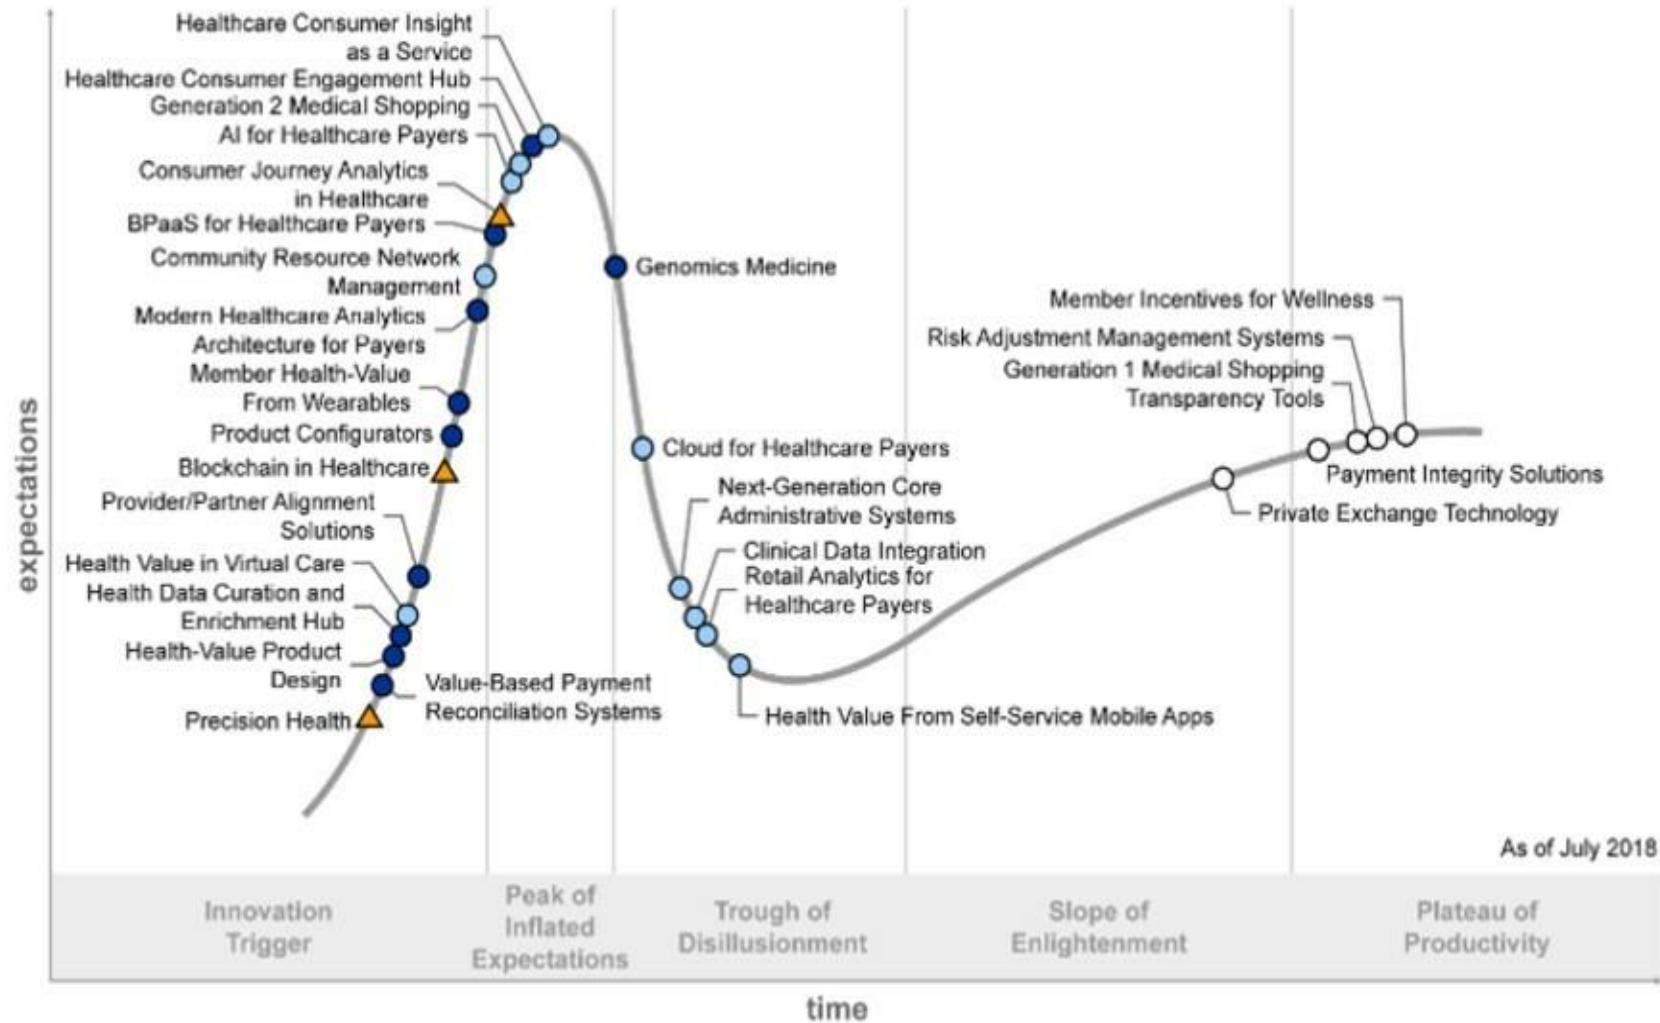 Healthcare Consumer Insight
as a Service
Healthcare Consumer Engagement Hub
Generation 2 Medical Shopping
AI for Healthcare Payers
Consumer Journey Analytics
in Healthcare
BPaaS for Healthcare Payers
Community Resource Network
Management
Modern Healthcare Analytics
Architecture for Payers
Member Health-Value
From Wearables
Product Configurators
Blockchain in Healthcare
Provider/Partner Alignment
Solutions
Health Value in Virtual Care
Health Data Curation and
Enrichment Hub
Health-Value Product
Design
Precision Health
Value-Based Payment
Reconciliation Systems
Genomics Medicine
Cloud for Healthcare Payers
Next-Generation Core
Administrative Systems
Clinical Data Integration
Retail Analytics for
Healthcare Payers
Health Value From Self-Service Mobile Apps
Member Incentives for Wellness
Risk Adjustment Management Systems
Generation 1 Medical Shopping
Transparency Tools
Payment Integrity Solutions
Private Exchange Technology
As of July 2018
expectations
Innovation
Trigger
Peak of
Inflated
Expectations
Trough of
Disillusionment
Slope of
Enlightenment
Plateau of
Productivity
time